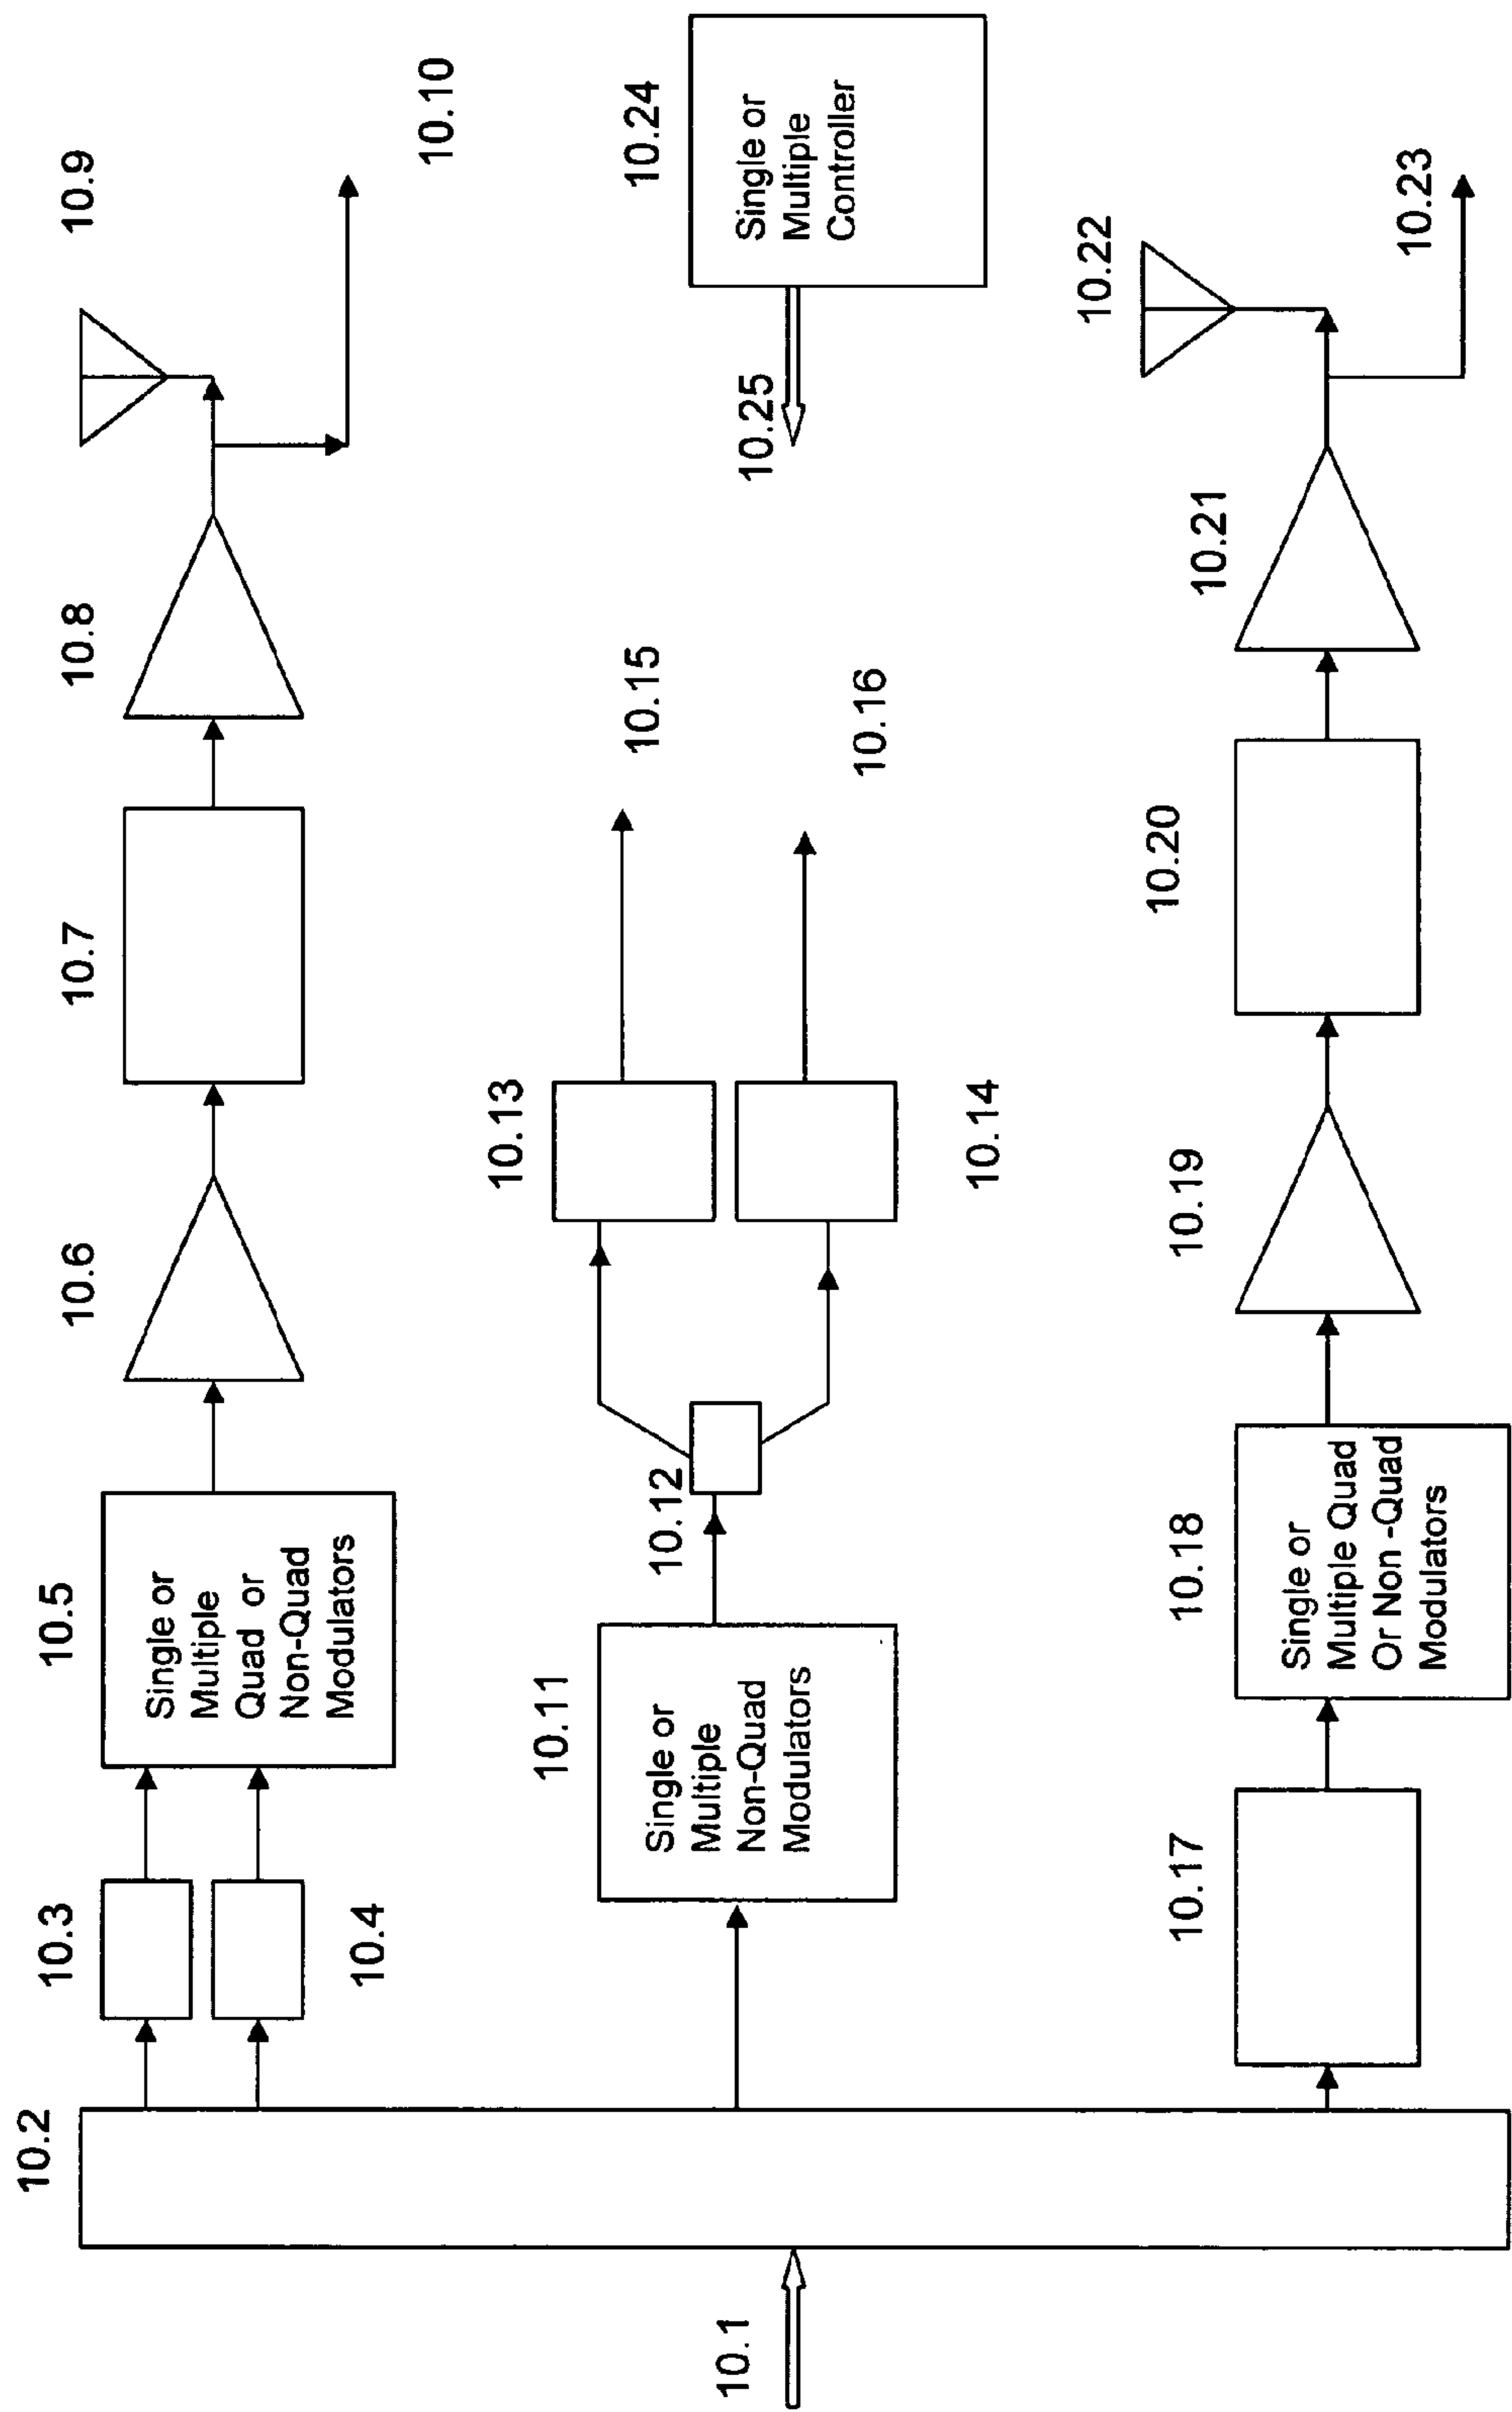 10.9
10.10
10.8
10.7
10.6
10.5
Single or
Multiple
Quad or
Non-Quad
Modulators
10.3
10.4
10.2
10.1
10.24
Single or
Multiple
Controller
10.25
10.15
10.16
10.13
10.14
10.12
10.11
Single or
Multiple
Non-Quad
Modulators
10.22
10.23
10.21
10.20
10.19
10.18
Single or
Multiple Quad
Or Non -Quad
Modulators
10.17